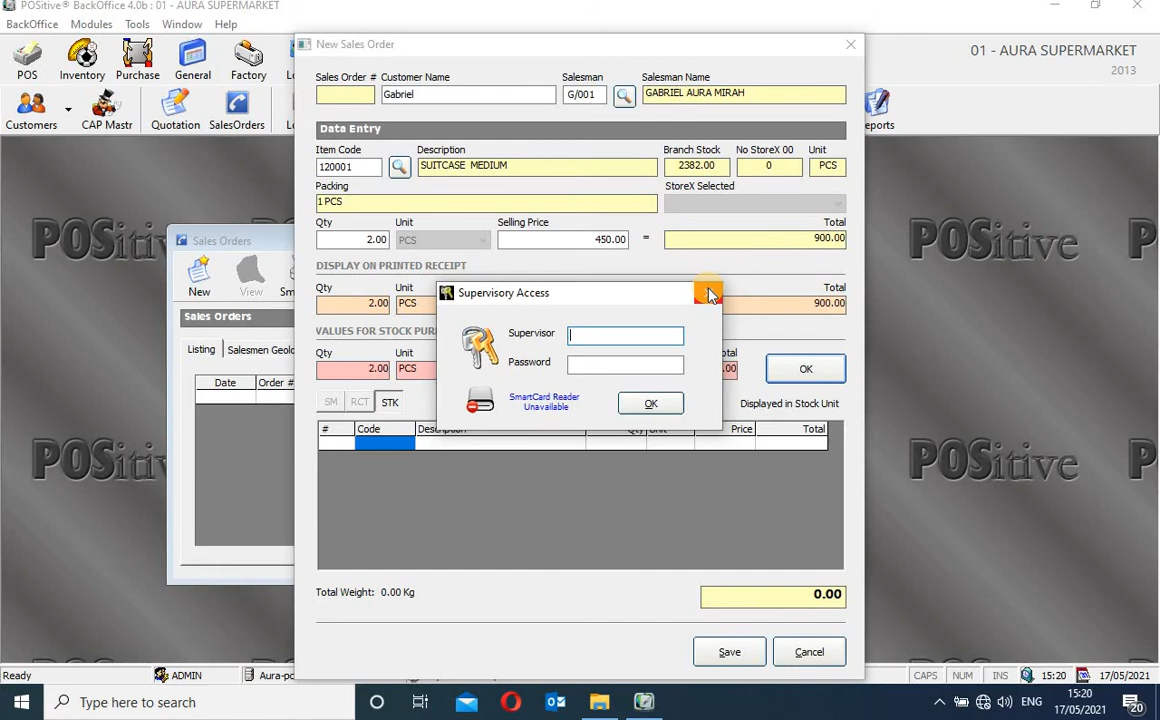 POSitive® BackOffice 4.0b : 01 - AURA SUPERMARKET
BackOffice Modules Tools Window Help
POS Inventory Purchase General Factory
01 - AURA SUPERMARKET
2013
Customers CAP Mastr Quotation SalesOrders
New Sales Order
Sales Order # Customer Name Salesman Salesman Name
Gabriel G/001 GABRIEL AURA MIRAH
Data Entry
Item Code Description Branch Stock No StoreX 00 Unit
120001 SUITCASE MEDIUM 2382.00 0 PCS
Packing StoreX Selected
1 PCS
Qty Unit Selling Price Total
2.00 PCS 450.00 = 900.00
DISPLAY ON PRINTED RECEIPT
Qty Unit Total
2.00 PCS 900.00
VALUES FOR STOCK PUR
Qty Unit
2.00 PCS OK
SM RCT STK Displayed in Stock Unit
# Code Description Qty Unit Price Total
Total Weight: 0.00 Kg 0.00
Save Cancel
Supervisory Access
Supervisor
Password
SmartCard Reader
Unavailable
OK
Sales Orders
New View
Sales Orders
Listing
Date Order #
POSitive
POSitive
POSitive
POSitive
Ready ADMIN CAPS NUM INS 15:20 17/05/2021
Type here to search
ENG 15:20
17/05/2021
20